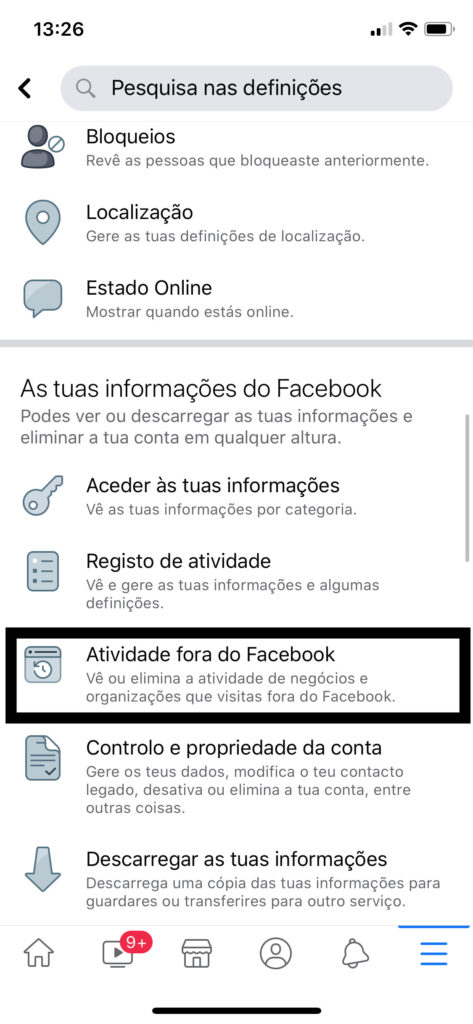 13:26
Pesquisa nas definições
Bloqueios
Revê as pessoas que bloqueaste anteriormente.
Localização
Gere as tuas definições de localização.
Estado Online
Mostrar quando estás online.
As tuas informações do Facebook
Podes ver ou descarregar as tuas informações e
eliminar a tua conta em qualquer altura.
Aceder às tuas informações
Vê as tuas informações por categoria.
Registo de atividade
Vê e gere as tuas informações e algumas
definições.
Atividade fora do Facebook
Vê ou elimina a atividade de negócios e
organizações que visitas fora do Facebook.
Controlo e propriedade da conta
Gere os teus dados, modifica o teu contacto
legado, desativa ou elimina a tua conta, entre
outras coisas.
Descarregar as tuas informações
Descarrega uma cópia das tuas informações para
guardares ou transferires para outro serviço.
9+